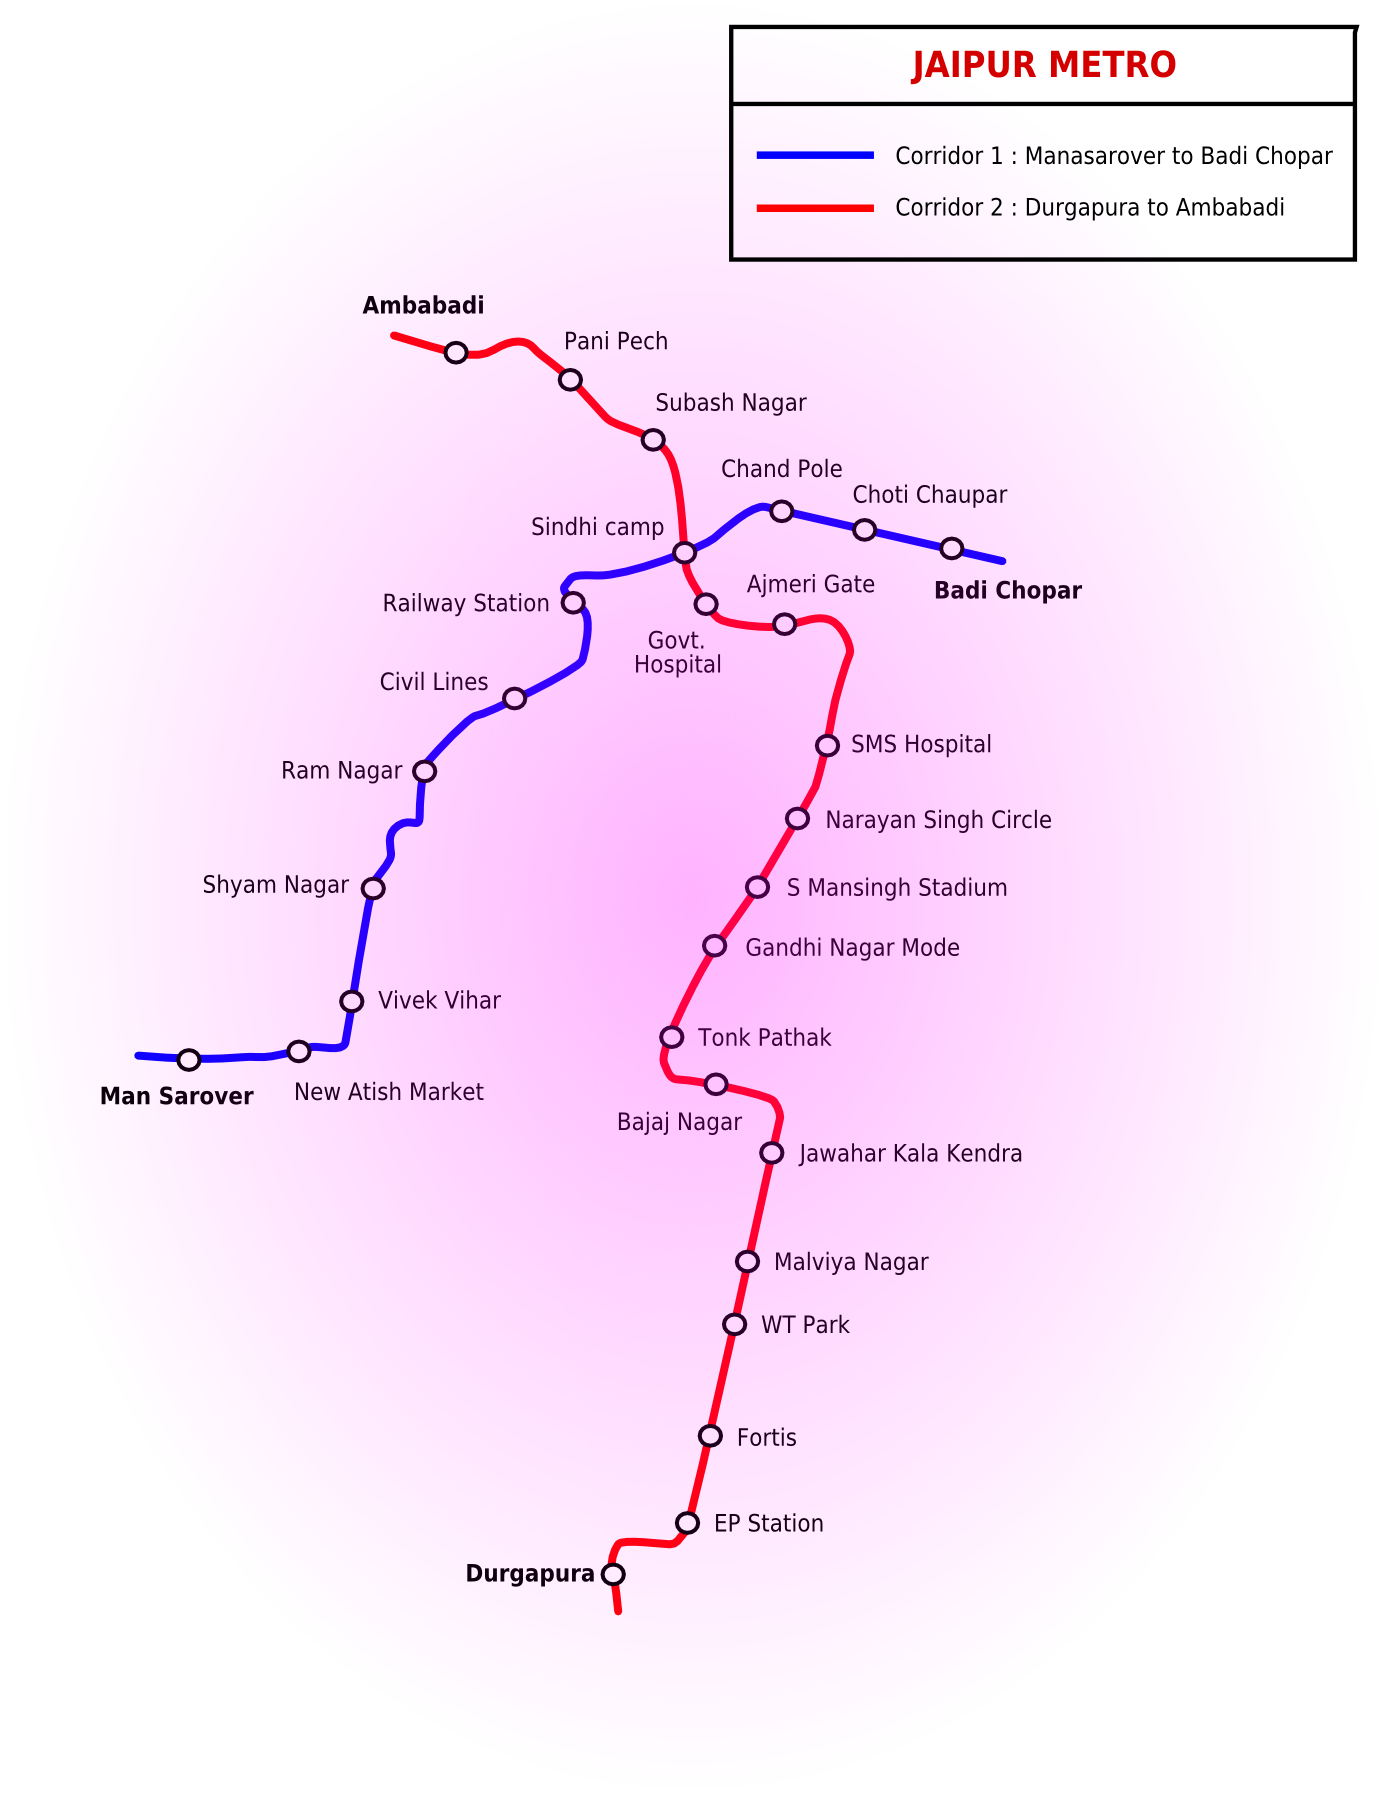 JAIPUR METRO
Corridor 1 : Manasarover to Badi Chopar
Corridor 2 : Durgapura to Ambabadi
Ambabadi
Pani Pech
Subash Nagar
Chand Pole
Choti Chaupar
Sindhi camp
Ajmeri Gate
Badi Chopar
Railway Station
Govt.
Hospital
Civil Lines
SMS Hospital
Ram Nagar
Narayan Singh Circle
Shyam Nagar
S Mansingh Stadium
Gandhi Nagar Mode
Vivek Vihar
Tonk Pathak
Man Sarover
New Atish Market
Bajaj Nagar
Jawahar Kala Kendra
Malviya Nagar
WT Park
Fortis
EP Station
Durgapura